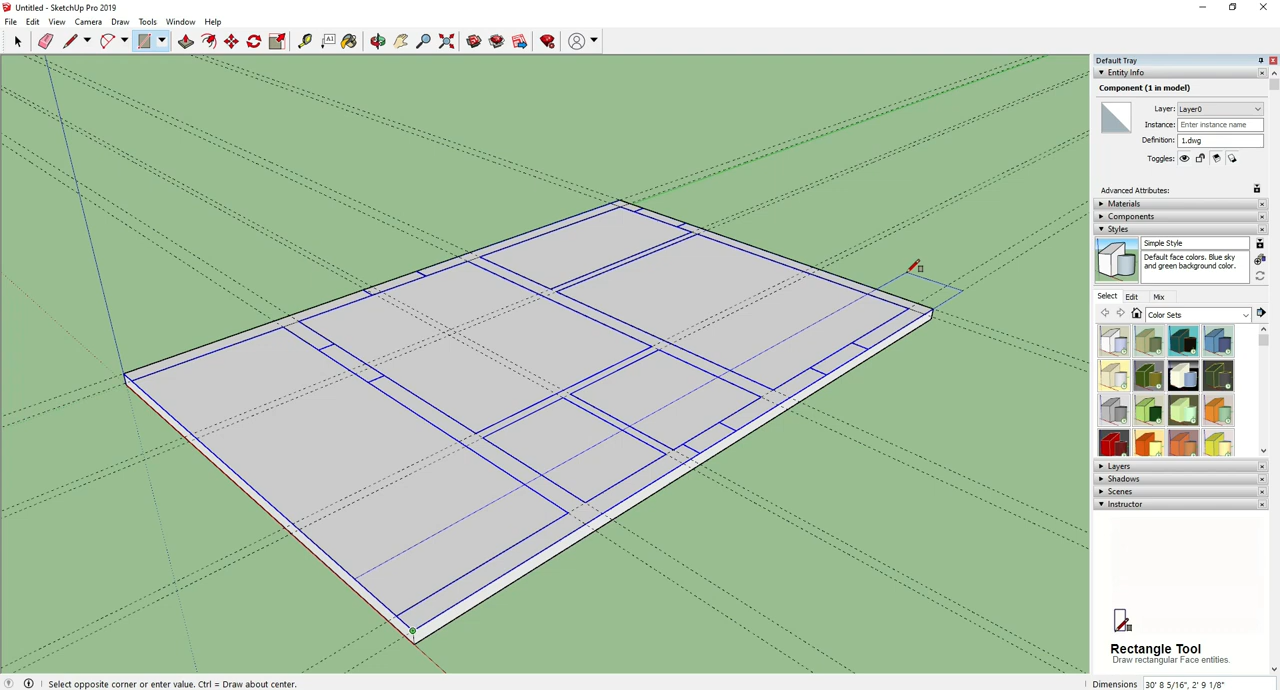 Untitled - SketchUp Pro 2019
File Edit View Camera Draw Tools Window Help
Default Tray
Entity Info
Component (1 in model)
Layer: Layer0
Instance: Enter instance name
Definition: 1.dwg
Toggles:
Advanced Attributes:
Materials
Components
Styles
Simple Style
Default face colors. Blue sky
and green background color.
Select Edit Mix
Color Sets
Layers
Shadows
Scenes
Instructor
Rectangle Tool
Draw rectangular Face entities.
Select opposite corner or enter value. Ctrl = Draw about center.
Dimensions 30' 8 5/16", 2' 9 1/8"